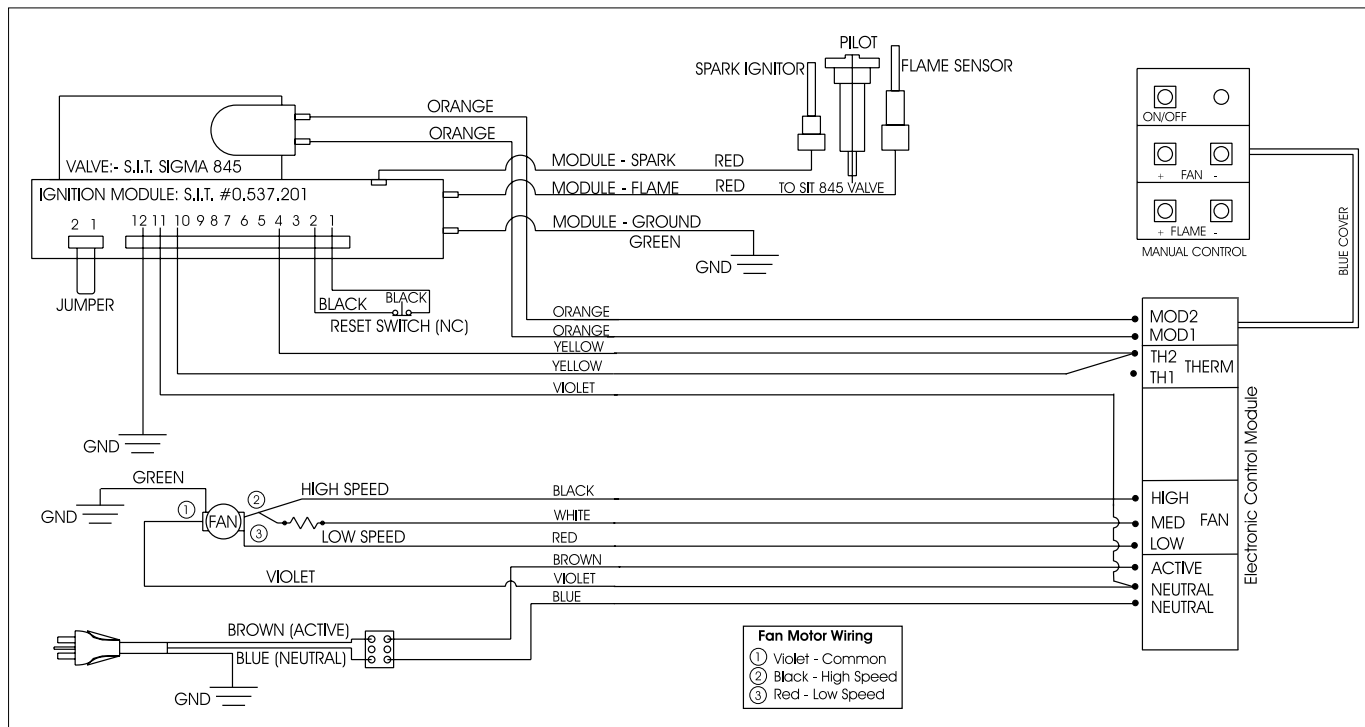 PILOT
SPARK IGNITOR
FLAME SENSOR
ORANGE
ORANGE
VALVE:- S.I.T. SIGMA 845
MODULE - SPARK RED
IGNITION MODULE: S.I.T. #0.537.201
MODULE - FLAME RED
TO SIT 845 VALVE
2 1
12 11 10 9 8 7 6 5 4 3 2 1
MODULE - GROUND
GREEN
GND
JUMPER
BLACK
BLACK
RESET SWITCH (NC)
ON/OFF
+ FAN -
+ FLAME -
MANUAL CONTROL
BLUE COVER
ORANGE
MOD2
ORANGE
MOD1
YELLOW
TH2
THERM
YELLOW
TH1
VIOLET
GND
Electronic Control Module
GREEN
GND
1
FAN
2
3
HIGH SPEED
BLACK
HIGH
WHITE
MED
FAN
LOW SPEED
RED
LOW
BROWN
ACTIVE
VIOLET
VIOLET
NEUTRAL
BLUE
NEUTRAL
BROWN (ACTIVE)
BLUE (NEUTRAL)
GND
Fan Motor Wiring
1 Violet - Common
2 Black - High Speed
3 Red - Low Speed